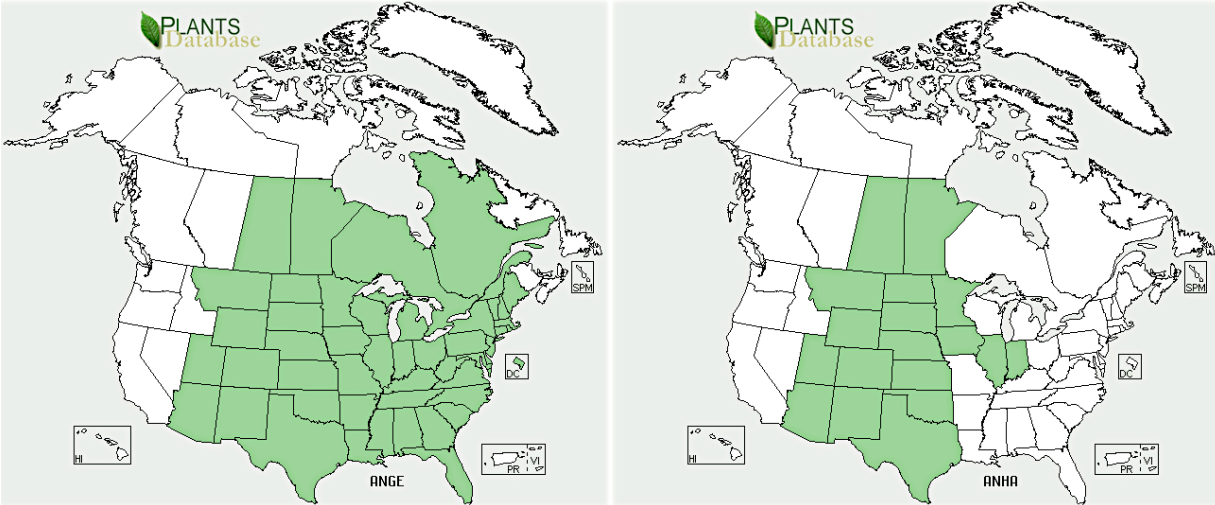 PLANTS
Database
SPM
DC
HI
PR
VI
ANGE
PLANTS
Database
SPM
DC
HI
PR
VI
ANHA